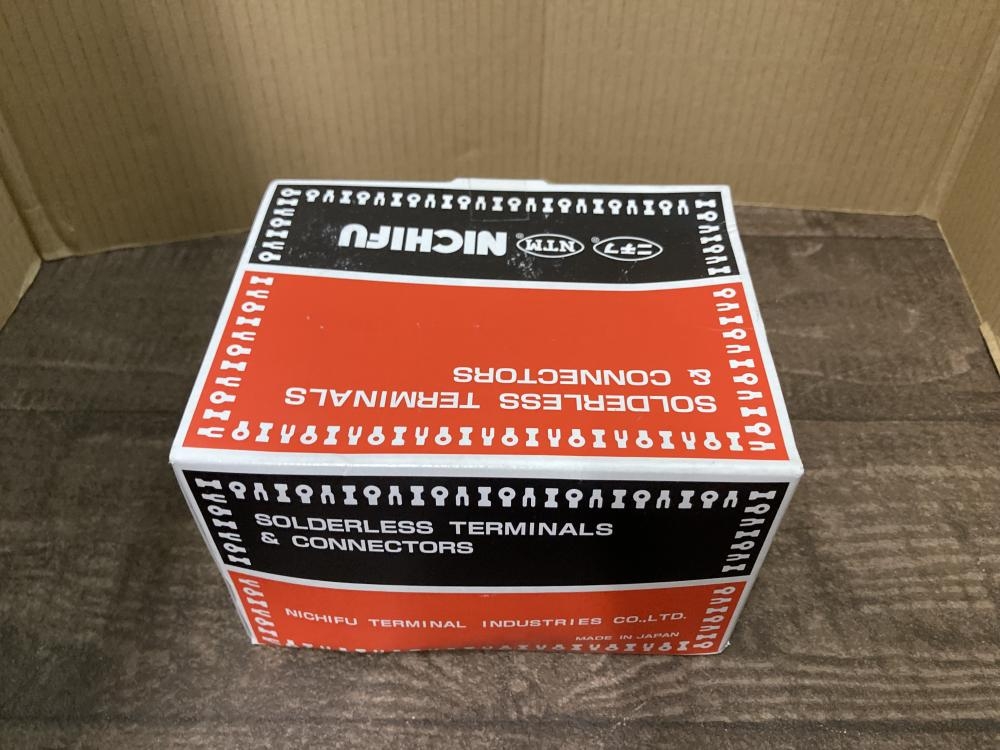 NICHIFU NTM® ニチフ®
SOLDERLESS TERMINALS
& CONNECTORS
SOLDERLESS TERMINALS
& CONNECTORS
NICHIFU TERMINAL INDUSTRIES CO.,LTD.
MADE IN JAPAN